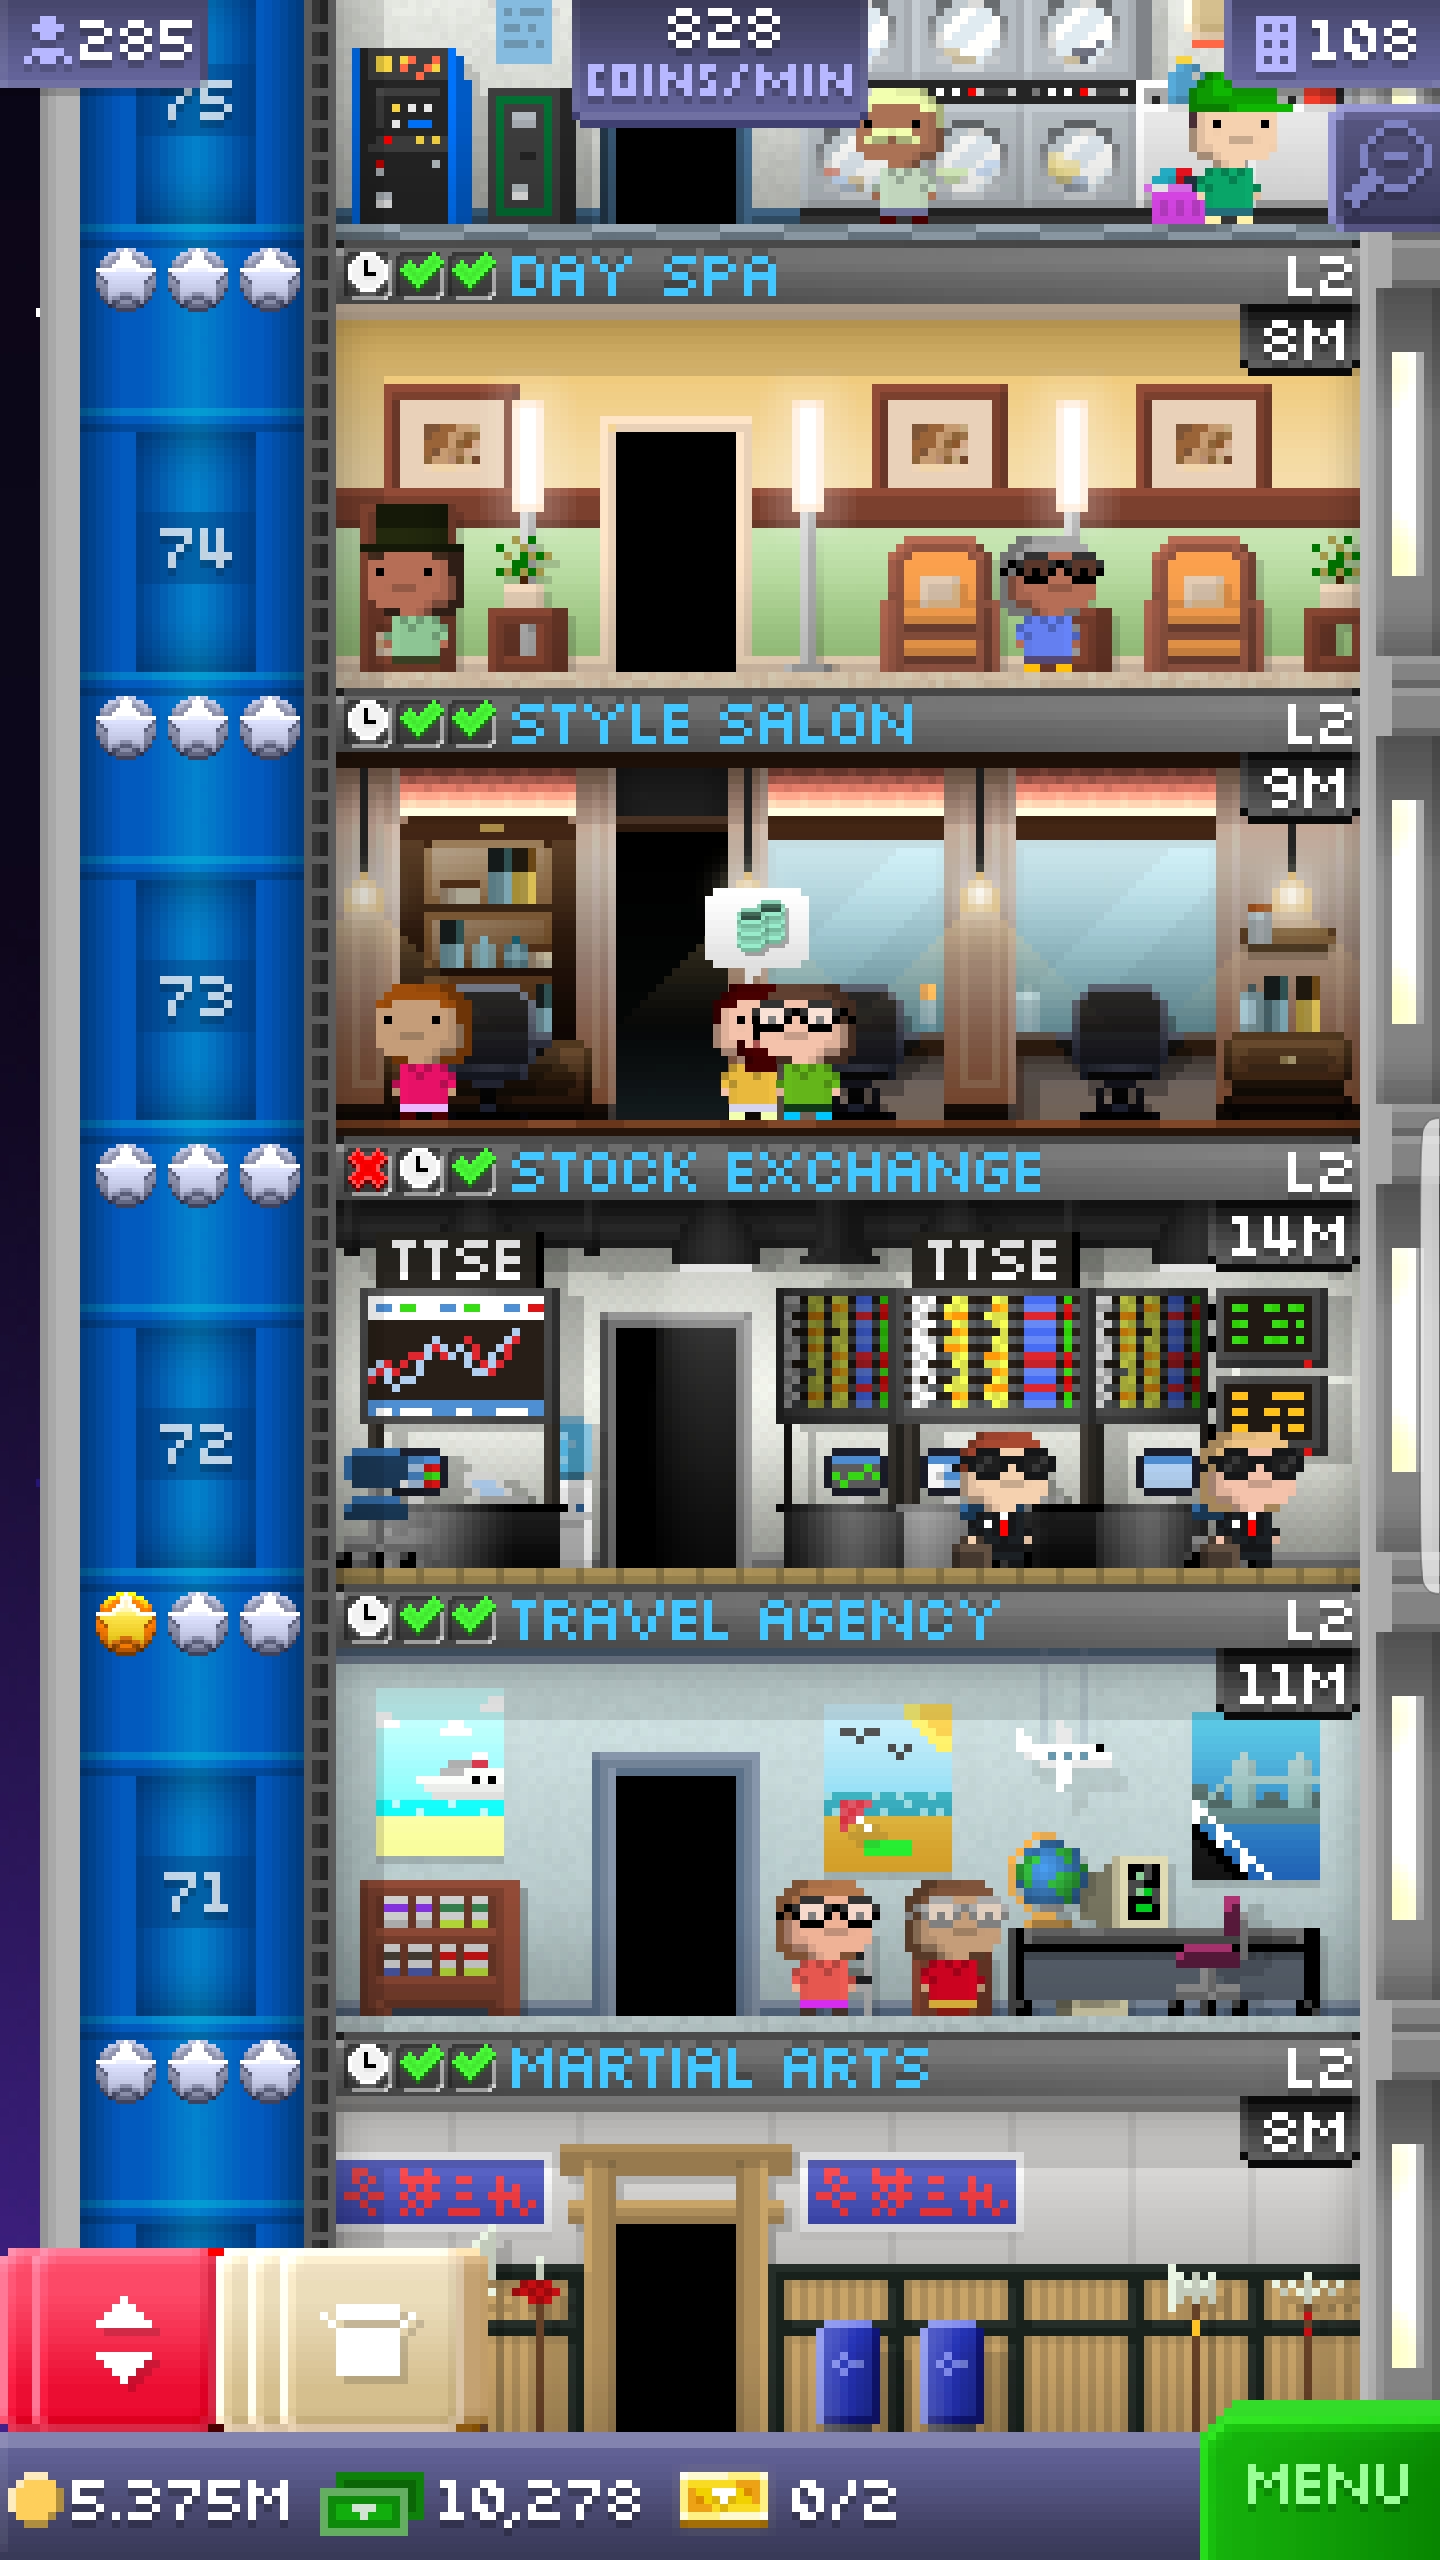 285
828
COINS/MIN
108
75
DAY SPA L2
8M
74
STYLE SALON L2
9M
73
STOCK EXCHANGE L2
14M
TTSE TTSE
72
TRAVEL AGENCY L2
11M
71
MARTIAL ARTS L2
8M
5.375M 10,278 0/2
MENU